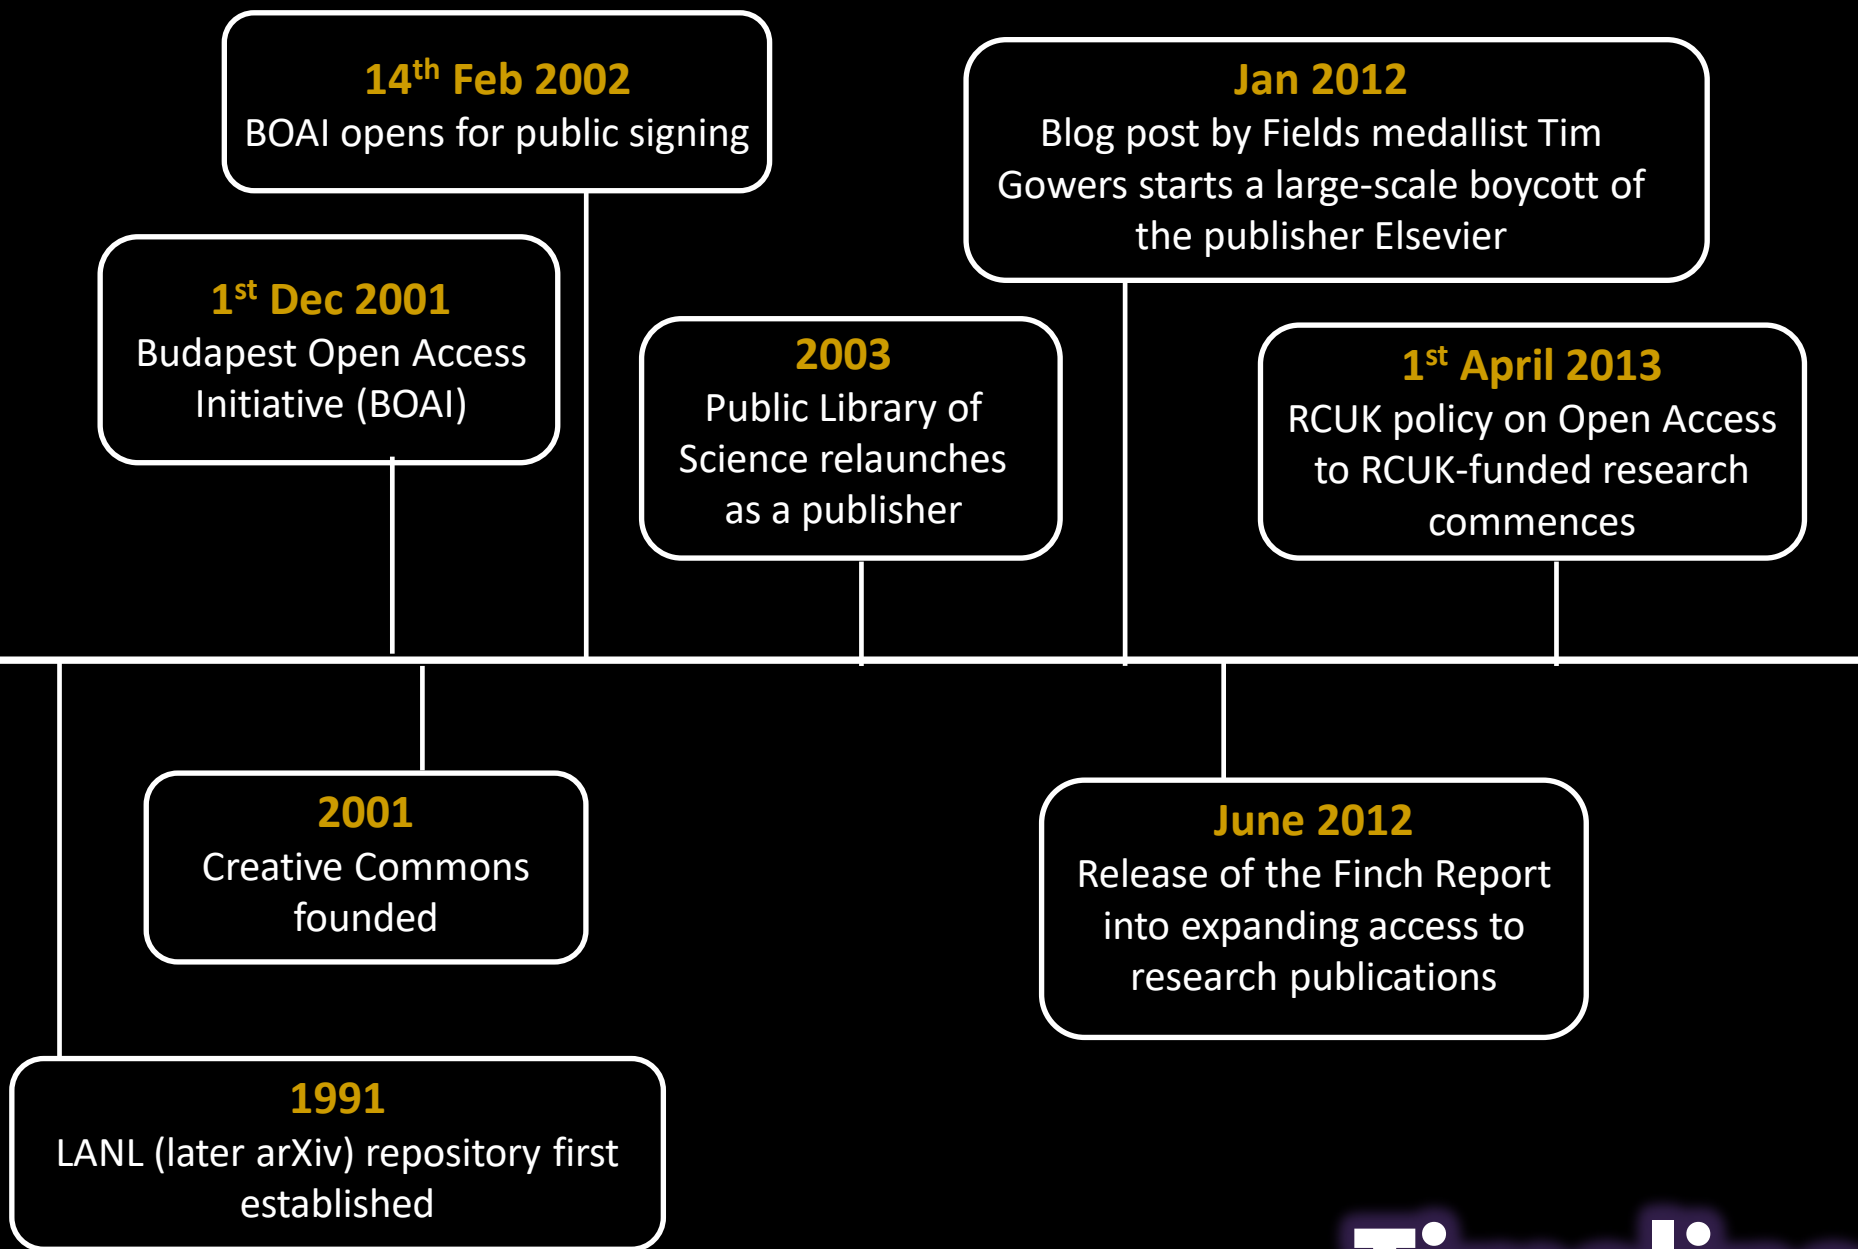 14th Feb 2002
BOAI opens for public signing
Jan 2012
Blog post by Fields medallist Tim
Gowers starts a large-scale boycott of
the publisher Elsevier
1st Dec 2001
Budapest Open Access
Initiative (BOAI)
2003
Public Library of
Science relaunches
as a publisher
1st April 2013
RCUK policy on Open Access
to RCUK-funded research
commences
2001
Creative Commons
founded
June 2012
Release of the Finch Report
into expanding access to
research publications
1991
LANL (later arXiv) repository first
established